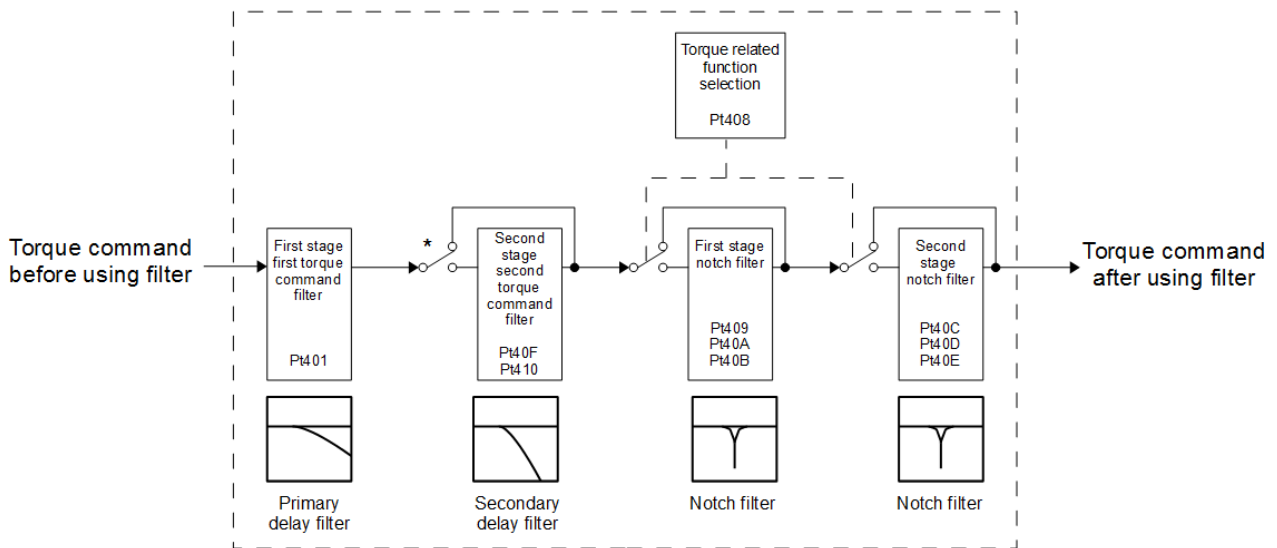 Torque related
function
selection
Pt408
Torque command
before using filter
First stage
first torque
command
filter
Pt401
*
Second
stage
second
torque
command
filter
Pt40F
Pt410
First stage
notch filter
Pt409
Pt40A
Pt40B
Second
stage
notch filter
Pt40C
Pt40D
Pt40E
Torque command
after using filter
Primary
delay filter
Secondary
delay filter
Notch filter
Notch filter